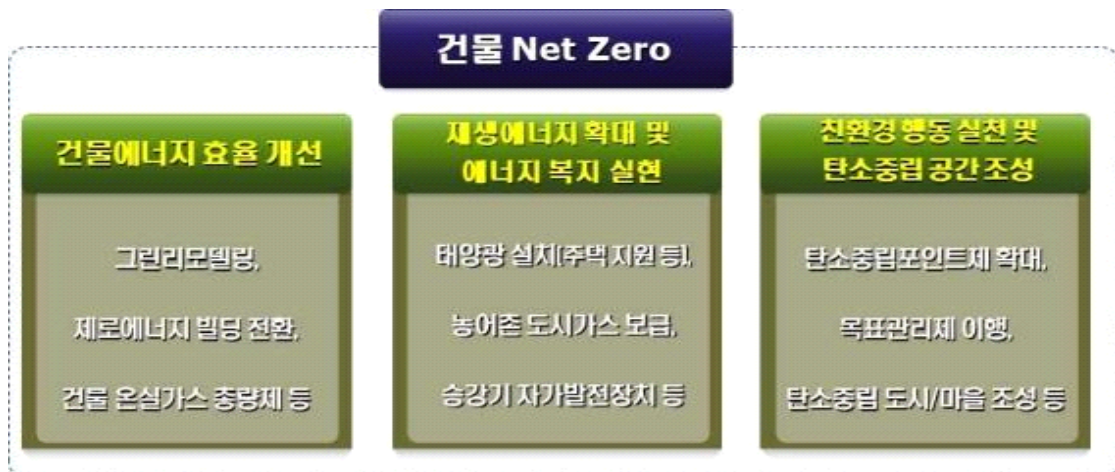 건물 Net Zero
건물에너지 효율 개선
그린리모델링,
제로에너지 빌딩 전환,
건물 온실가스 총량제 등
재생에너지 확대 및
에너지 복지 실현
태양광 설치(주택 지원 등),
농어촌 도시가스 보급,
승강기 자가발전장치 등
친환경 행동 실천 및
탄소중립 공간 조성
탄소중립포인트제 확대,
목표관리제 이행,
탄소중립 도시/마을 조성 등